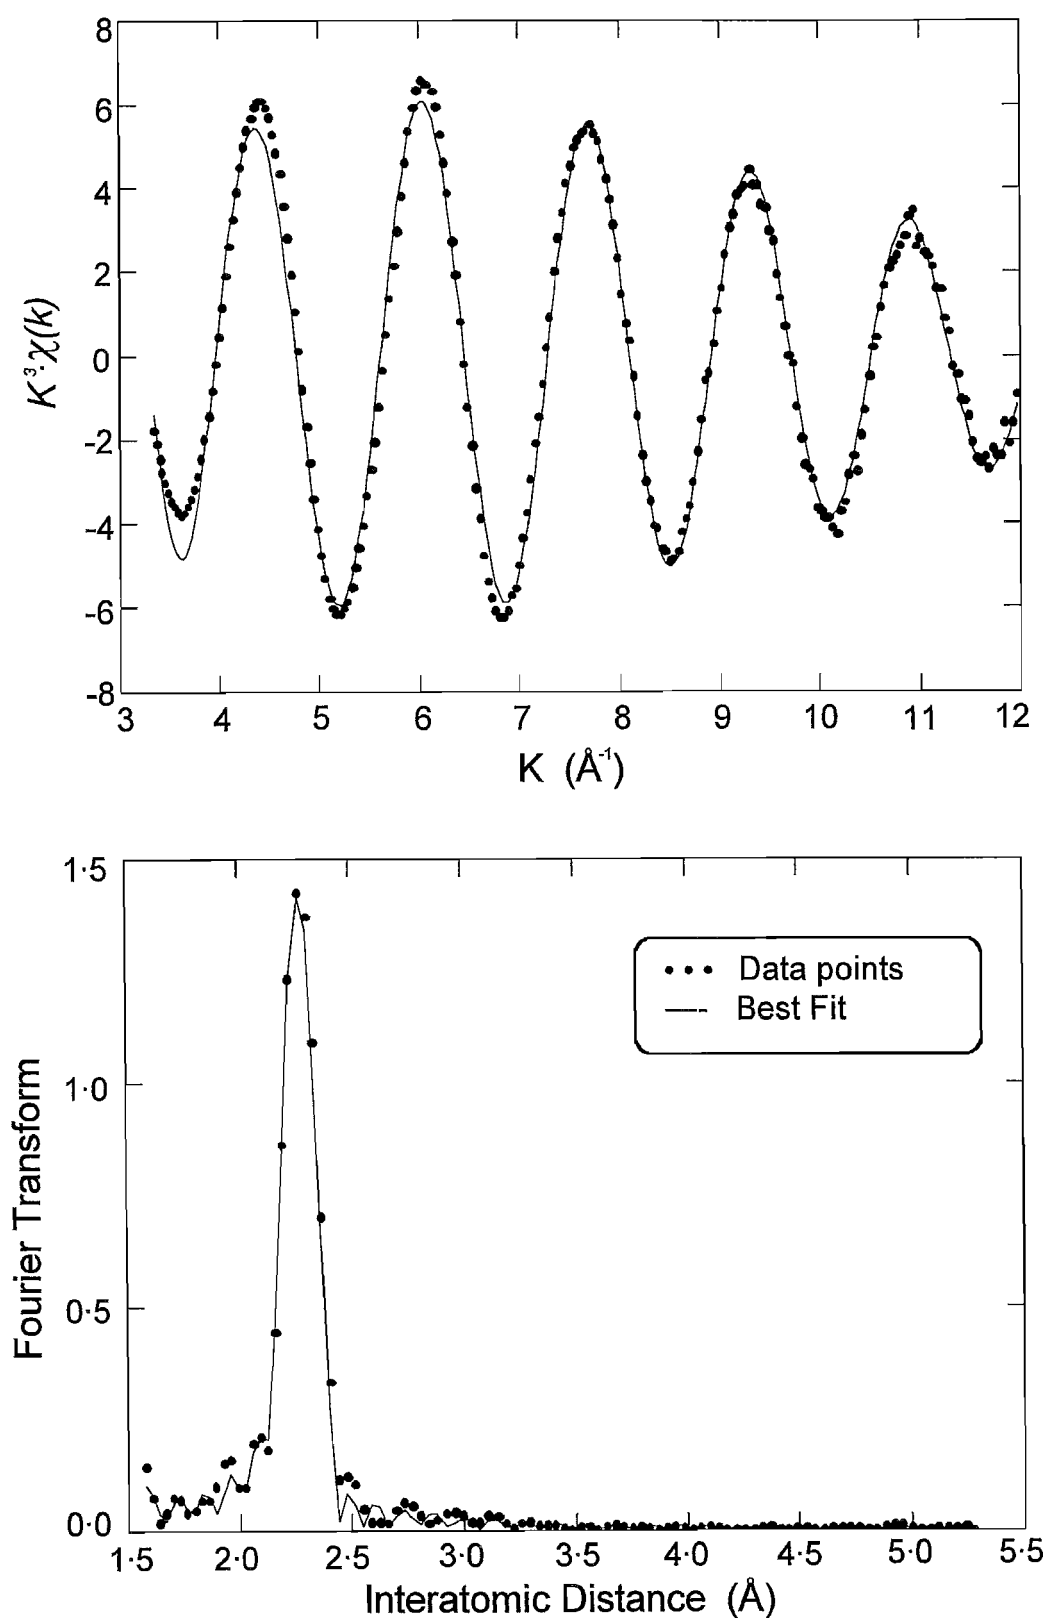 8
6
4
2
0
-2
-4
-6
-8
K³·χ(k)
3 4 5 6 7 8 9 10 11 12
K (Å⁻¹)
1·5
1·0
0·5
0·0
Fourier Transform
Data points
Best Fit
1·5 2·0 2·5 3·0 3·5 4·0 4·5 5·0 5·5
Interatomic Distance (Å)